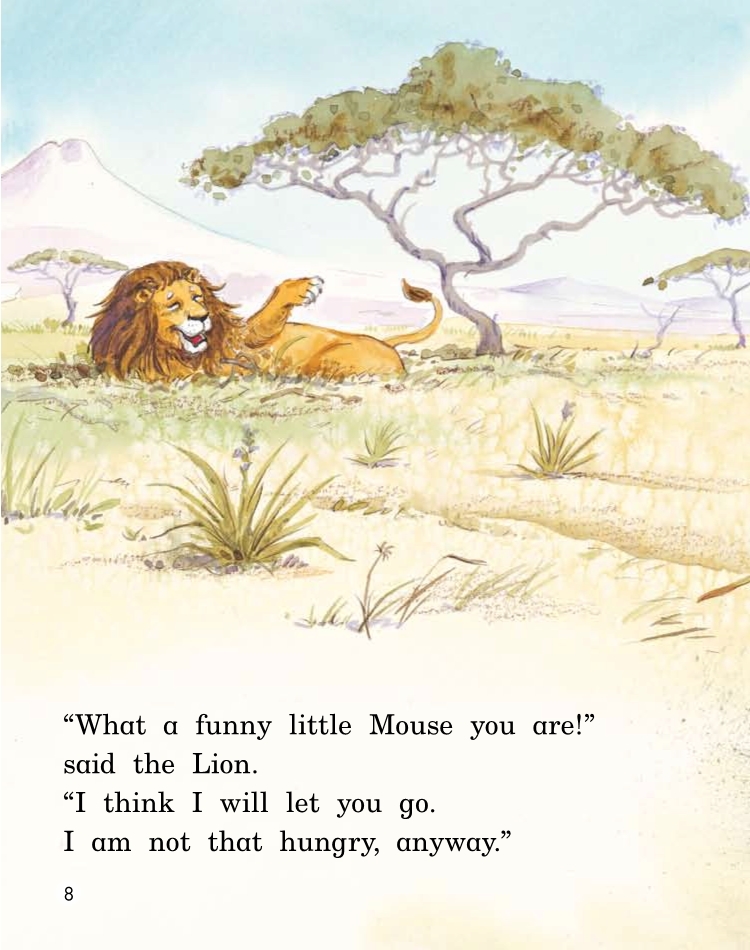 “What a funny little Mouse you are!”
said the Lion.
“I think I will let you go.
I am not that hungry, anyway.”
8